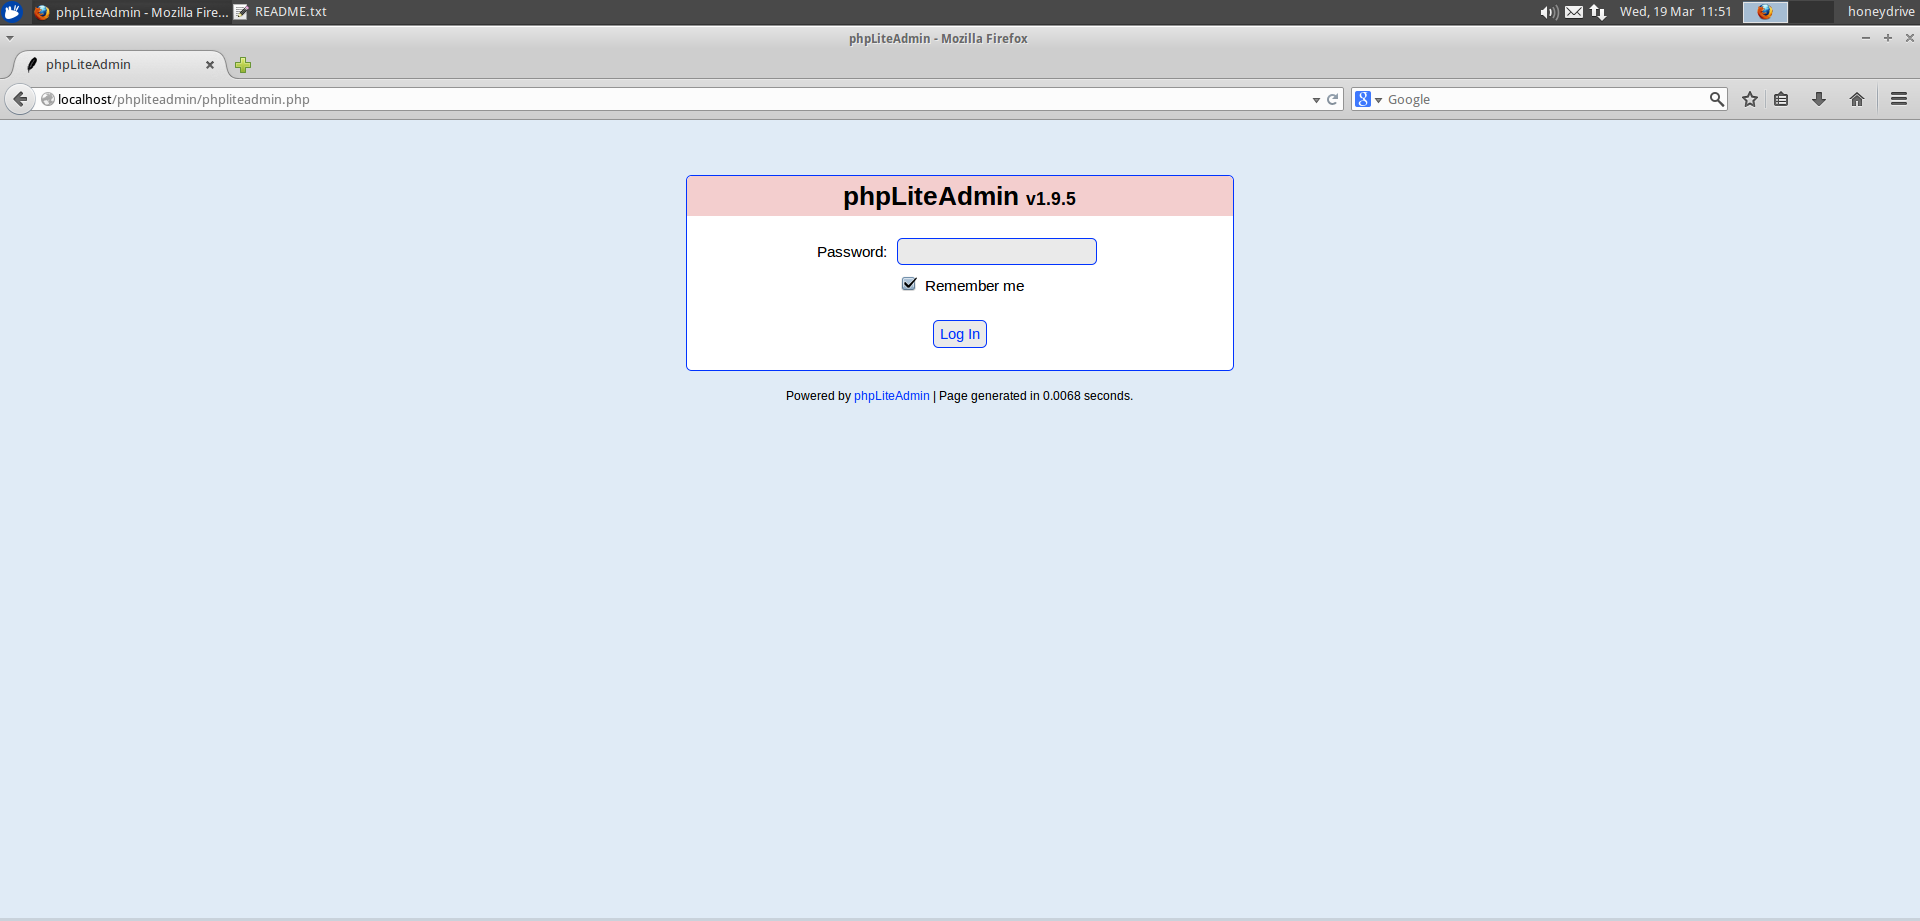 phpLiteAdmin - Mozilla Fire... README.txt Wed, 19 Mar 11:51 honeydrive
phpLiteAdmin - Mozilla Firefox
phpLiteAdmin
localhost/phpliteadmin/phpliteadmin.php 8 Google
phpLiteAdmin v1.9.5
Password:
Remember me
Log In
Powered by phpLiteAdmin | Page generated in 0.0068 seconds.